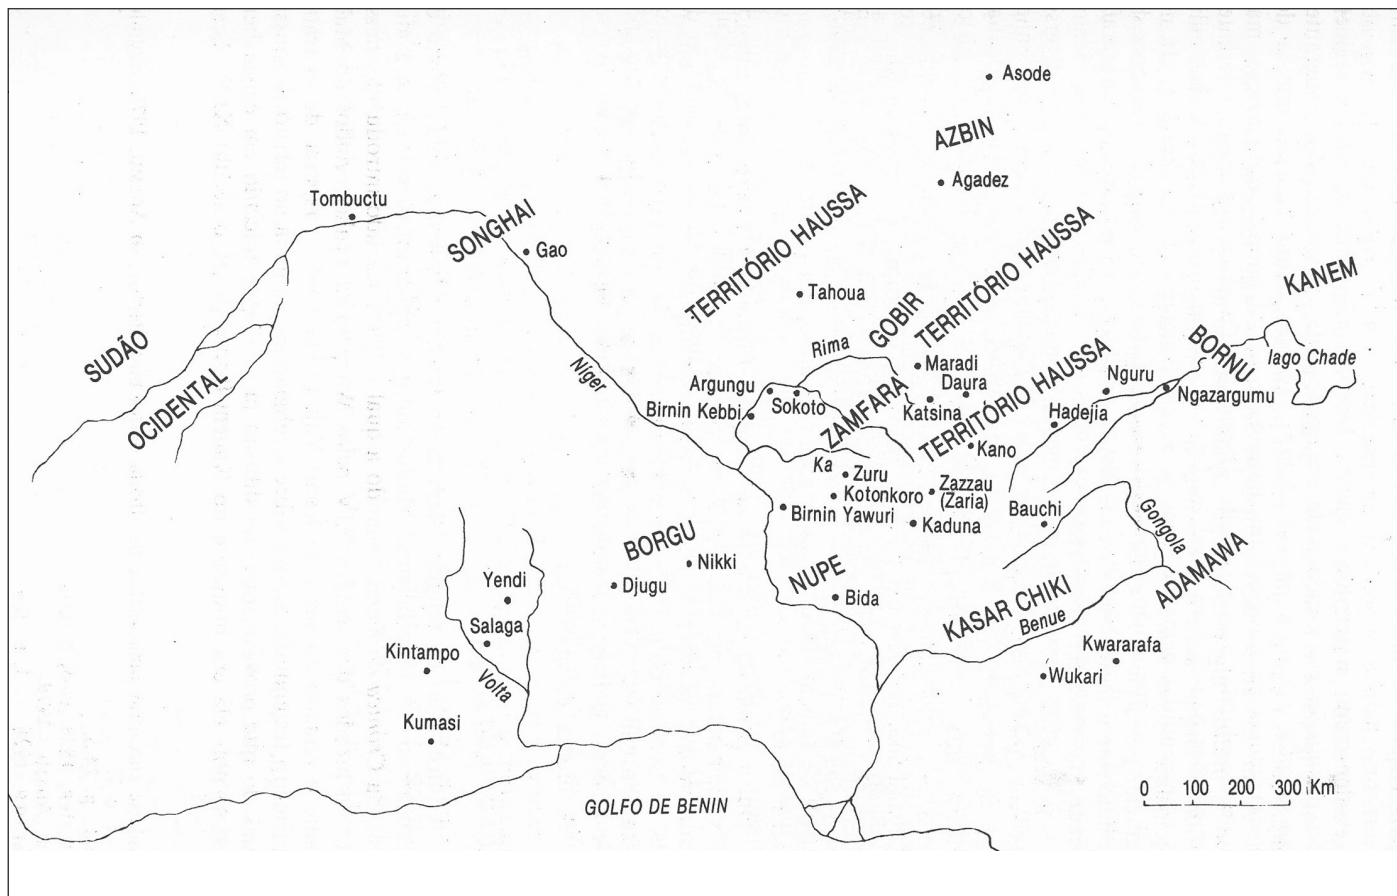 Asode
AZBIN
Agadez
Tombuctu
SONGHAI
Gao
TERRITÓRIO HAUSSA
TERRITÓRIO HAUSSA
KANEM
Tahoua
GOBIR
SUDÃO
OCIDENTAL
Níger
Rima
BORNU
lago Chade
Maradi
Daura
Argungu
Sokoto
Katsina
TERRITÓRIO HAUSSA
Nguru
Ngazargumu
Birnin Kebbi
ZAMFARA
Hadejia
Kano
Ka
Zuru
Kotonkoro
Zazzau
(Zaria)
Birnin Yawuri
Kaduna
Bauchi
Gongola
BORGU
Nikki
Djugu
NUPE
Bida
Yendi
Salaga
KASAR CHIKI
Benue
ADAMAWA
Kintampo
Volta
Kwararafa
Wukari
Kumasi
GOLFO DE BENIN
0 100 200 300 Km